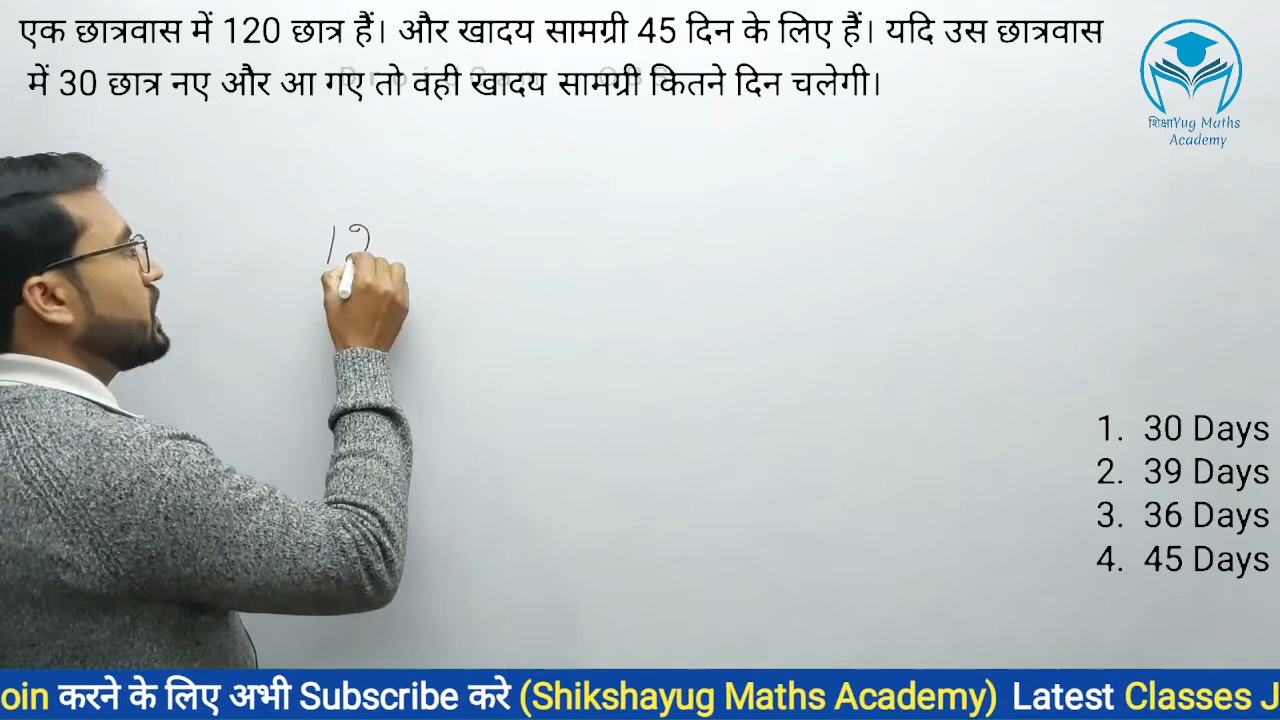 एक छात्रवास में 120 छात्र हैं। और खादय सामग्री 45 दिन के लिए हैं। यदि उस छात्रवास
में 30 छात्र नए और आ गए तो वही खादय सामग्री कितने दिन चलेगी।
शिक्षाYug Maths
Academy
12
1. 30 Days
2. 39 Days
3. 36 Days
4. 45 Days
oin करने के लिए अभी Subscribe करे (Shikshayug Maths Academy) Latest Classes J